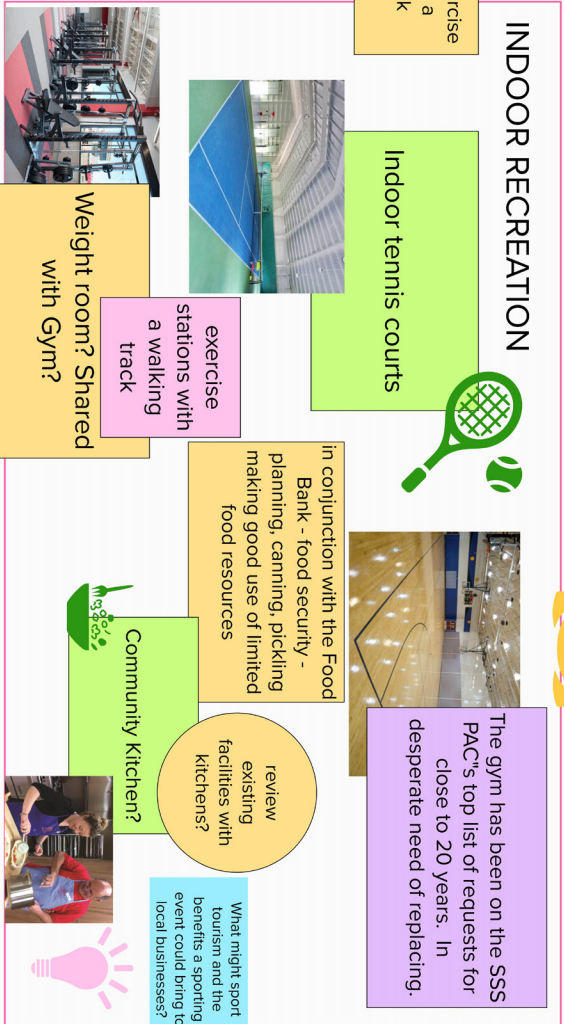 INDOOR RECREATION
rcise
a
k
Indoor tennis courts
exercise
stations with
a walking
track
Weight room? Shared
with Gym?
The gym has been on the SSS
PAC"s top list of requests for
close to 20 years. In
desperate need of replacing.
in conjunction with the Food
Bank - food security -
planning, canning, pickling
making good use of limited
food resources
review
existing
facilities with
kitchens?
Community Kitchen?
What might sport
tourism and the
benefits a sporting
event could bring to
local businesses?